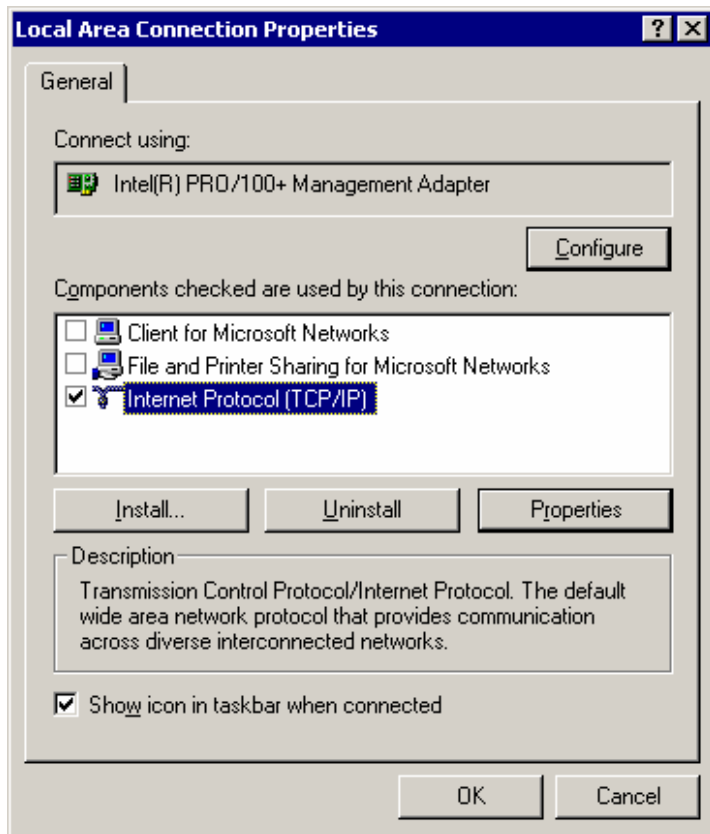 Local Area Connection Properties
General
Connect using:
Intel(R) PRO/100+ Management Adapter
Configure
Components checked are used by this connection:
Client for Microsoft Networks
File and Printer Sharing for Microsoft Networks
Internet Protocol (TCP/IP)
Install... Uninstall Properties
Description
Transmission Control Protocol/Internet Protocol. The default
wide area network protocol that provides communication
across diverse interconnected networks.
Show icon in taskbar when connected
OK Cancel